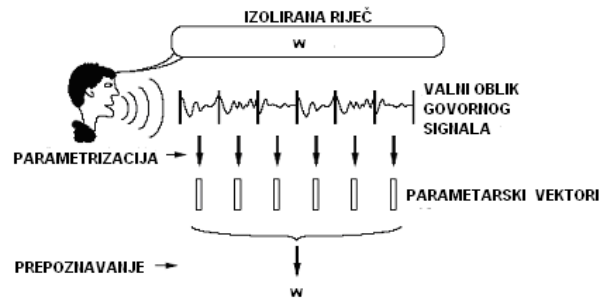 IZOLIRANA RIJEČ
w
VALNI OBLIK
GOVORNOG
SIGNALA
PARAMETRIZACIJA
PARAMETARSKI VEKTORI
PREPOZNAVANJE
w